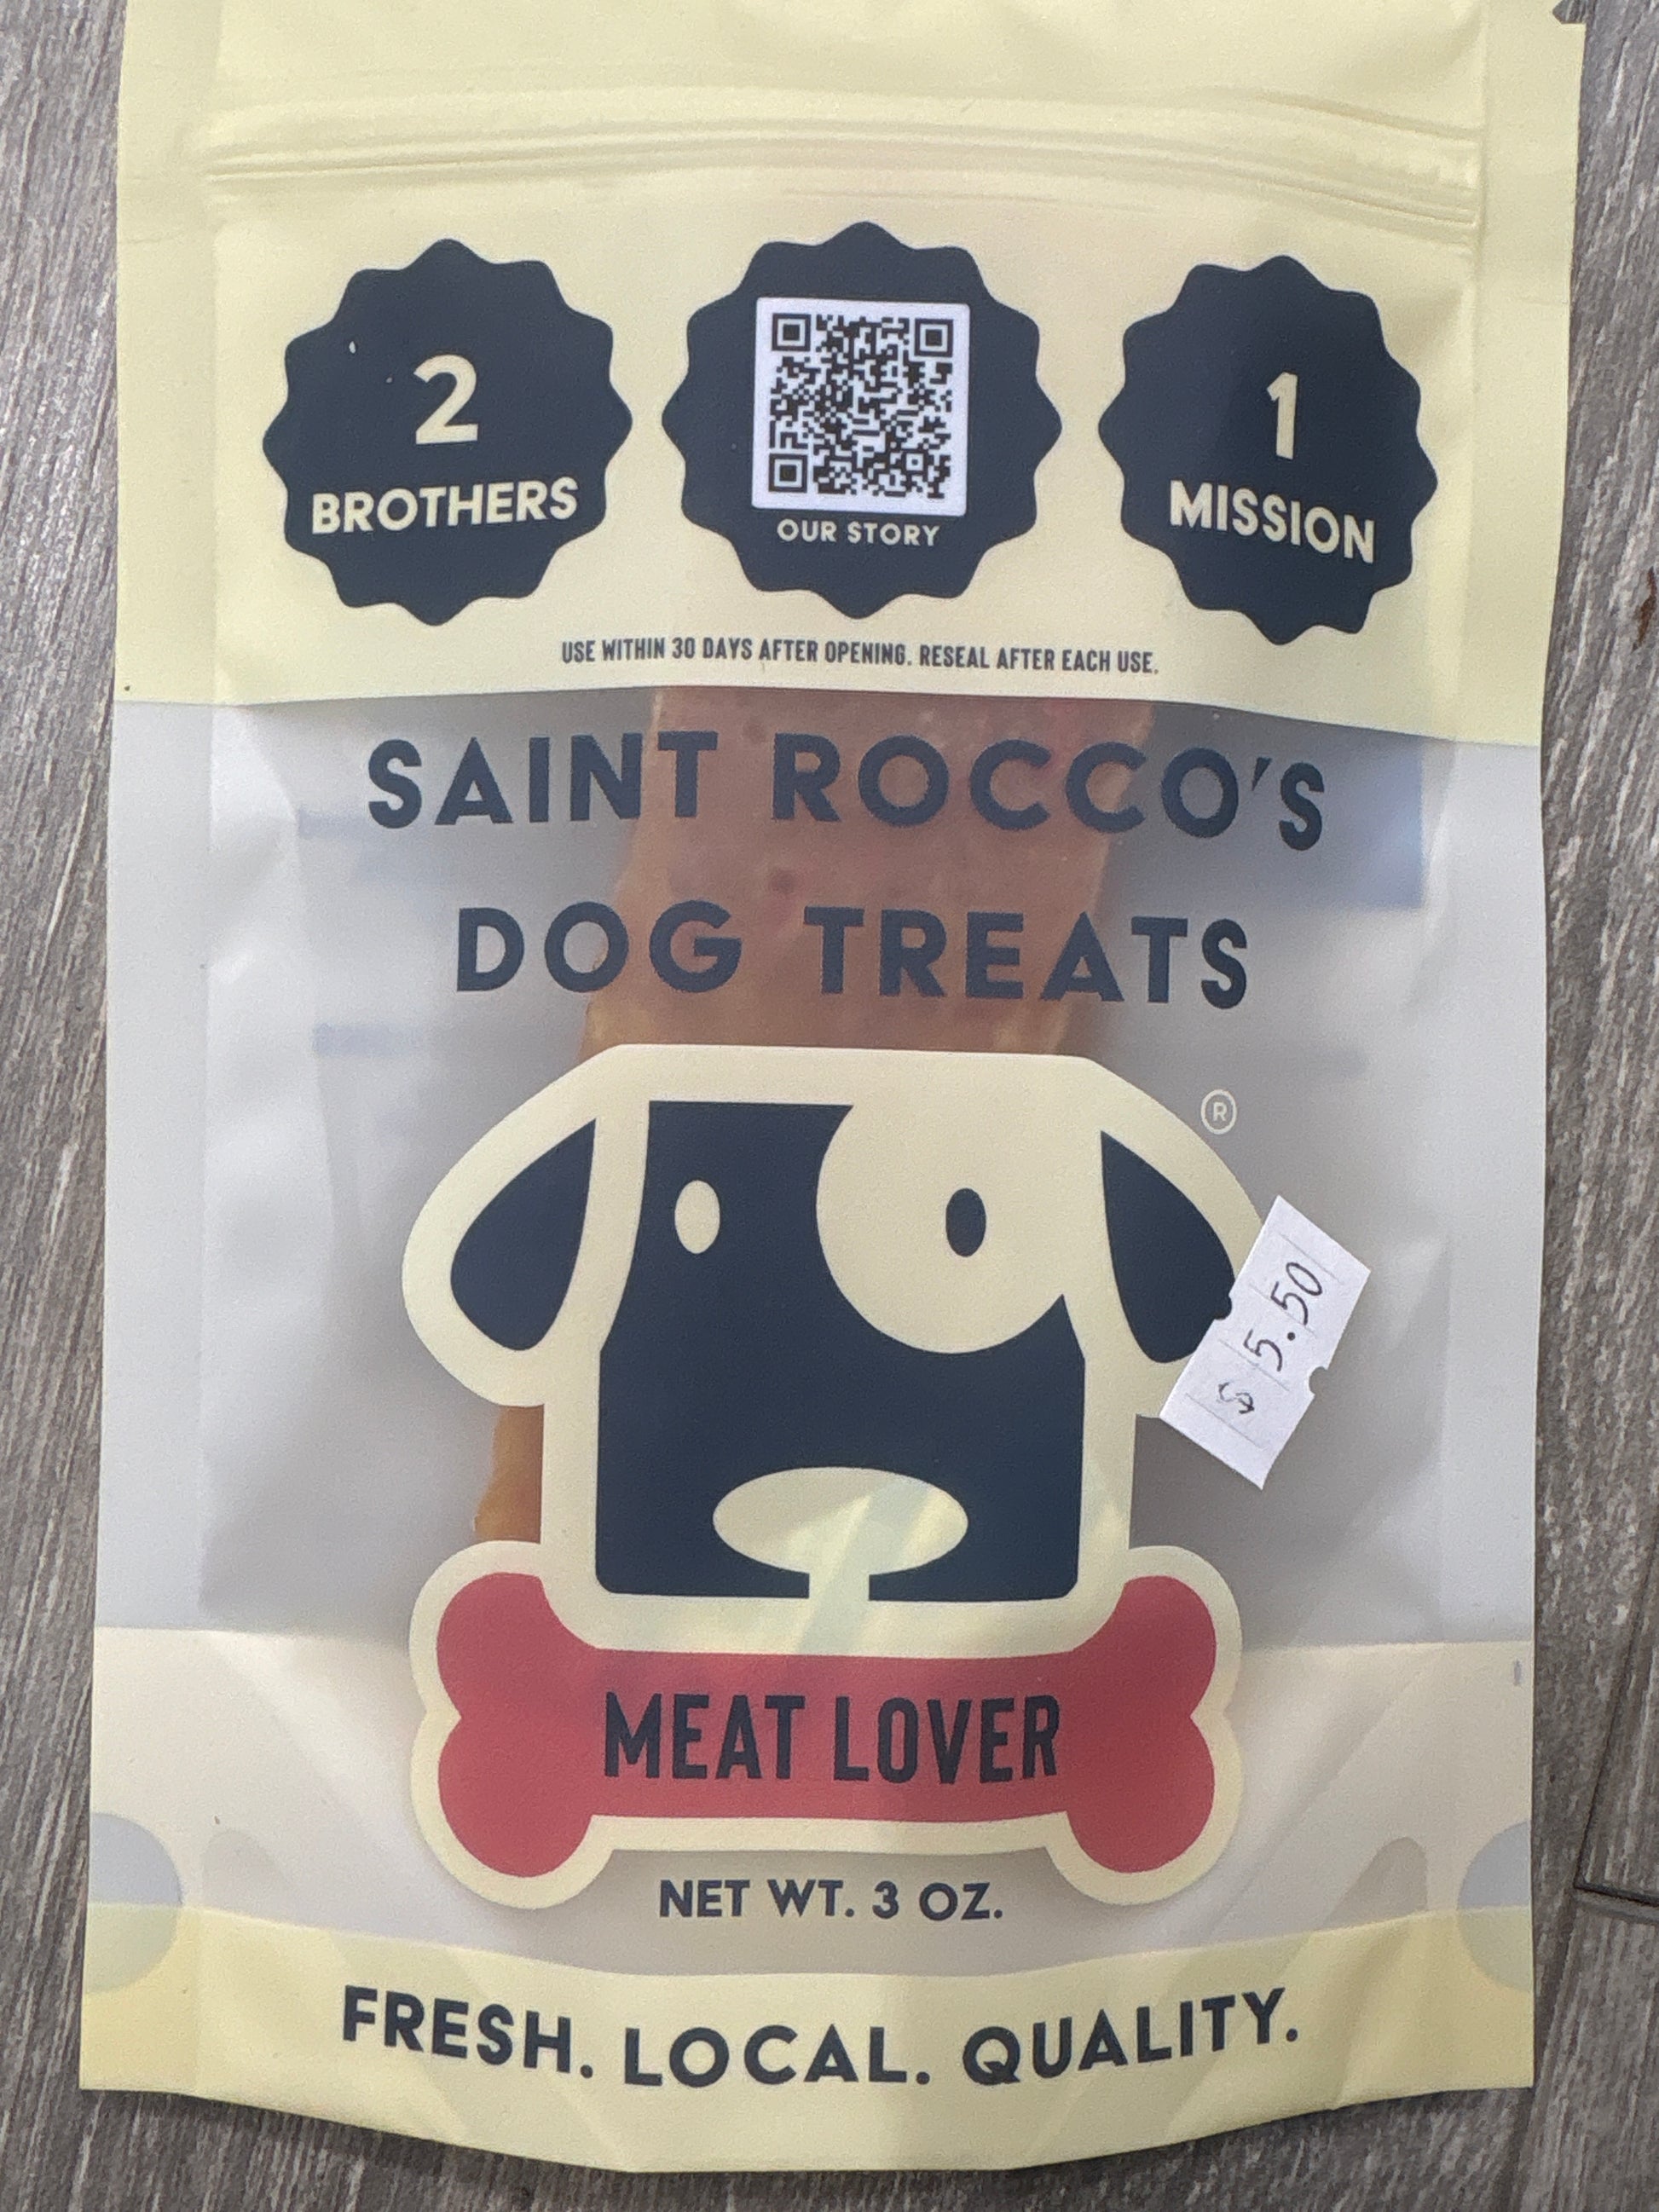 2
BROTHERS
OUR STORY
1
MISSION
USE WITHIN 30 DAYS AFTER OPENING. RESEAL AFTER EACH USE.
SAINT ROCCO'S
DOG TREATS
®
$5.50
MEAT LOVER
NET WT. 3 OZ.
FRESH. LOCAL. QUALITY.